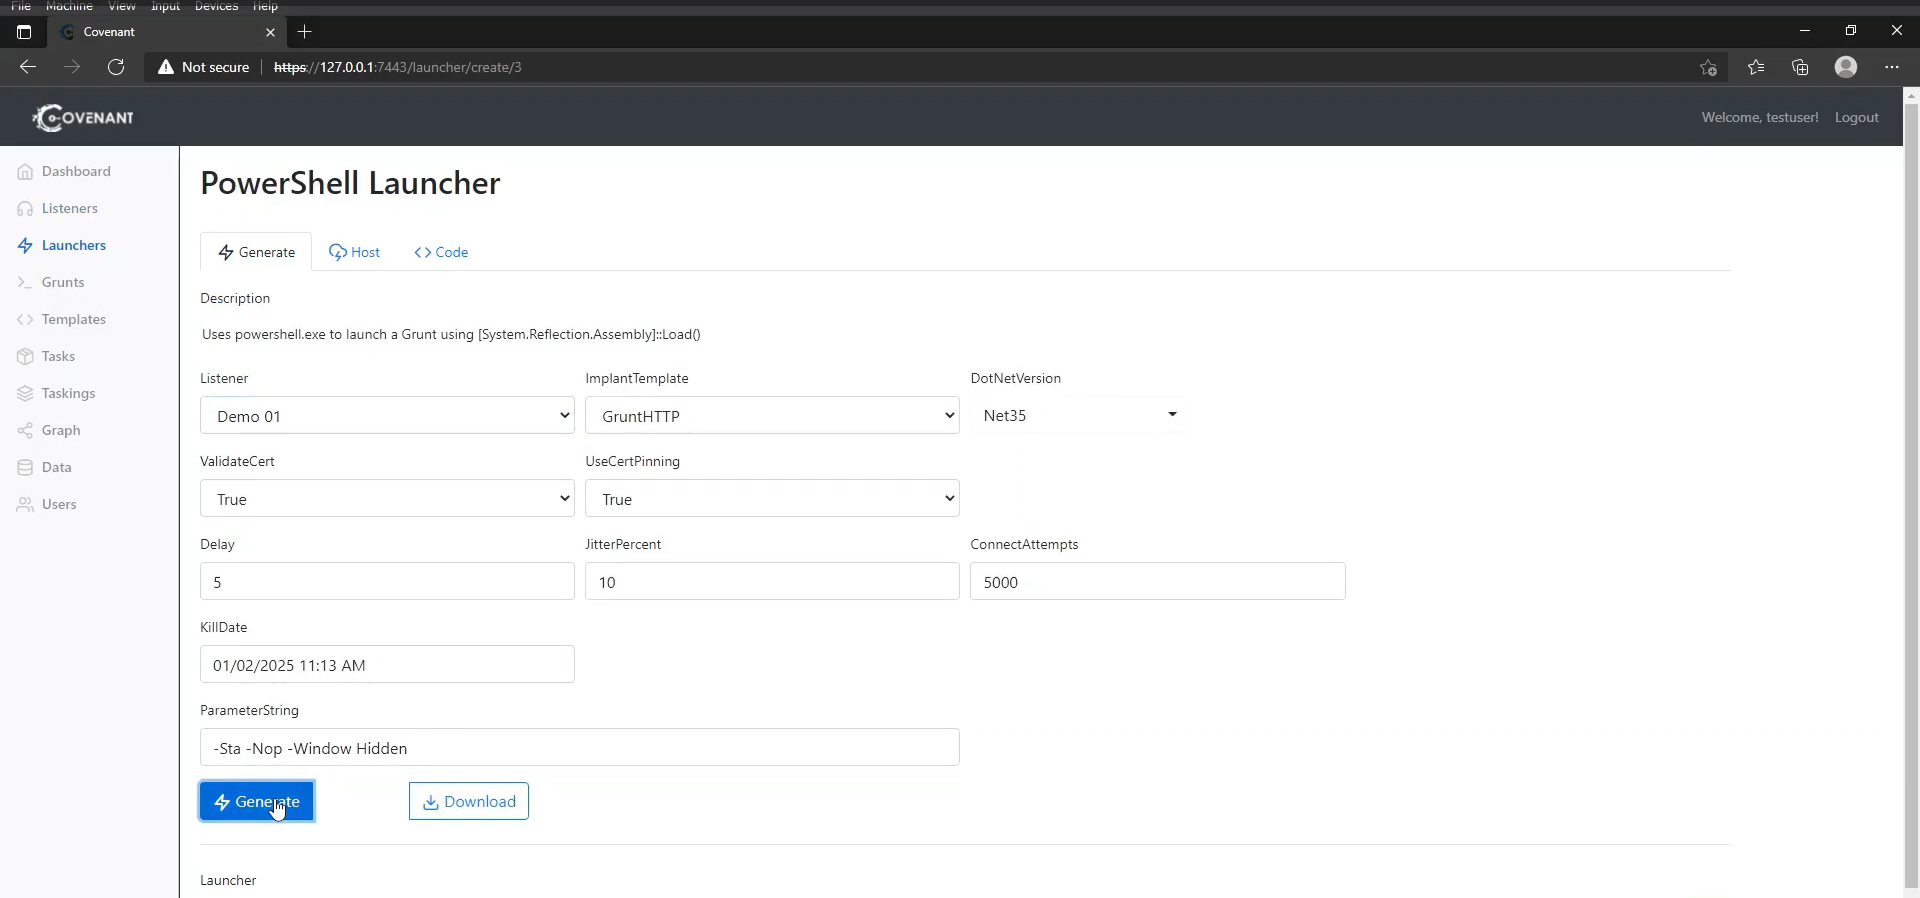 File Machine View Input Devices Help
Covenant
Not secure https://127.0.0.1:7443/launcher/create/3
COVENANT
Welcome, testuser! Logout
Dashboard
Listeners
Launchers
Grunts
Templates
Tasks
Taskings
Graph
Data
Users
PowerShell Launcher
Generate Host Code
Description
Uses powershell.exe to launch a Grunt using [System.Reflection.Assembly]::Load()
Listener ImplantTemplate DotNetVersion
Demo 01 GruntHTTP Net35
ValidateCert UseCertPinning
True True
Delay JitterPercent ConnectAttempts
5 10 5000
KillDate
01/02/2025 11:13 AM
ParameterString
-Sta -Nop -Window Hidden
Generate Download
Launcher